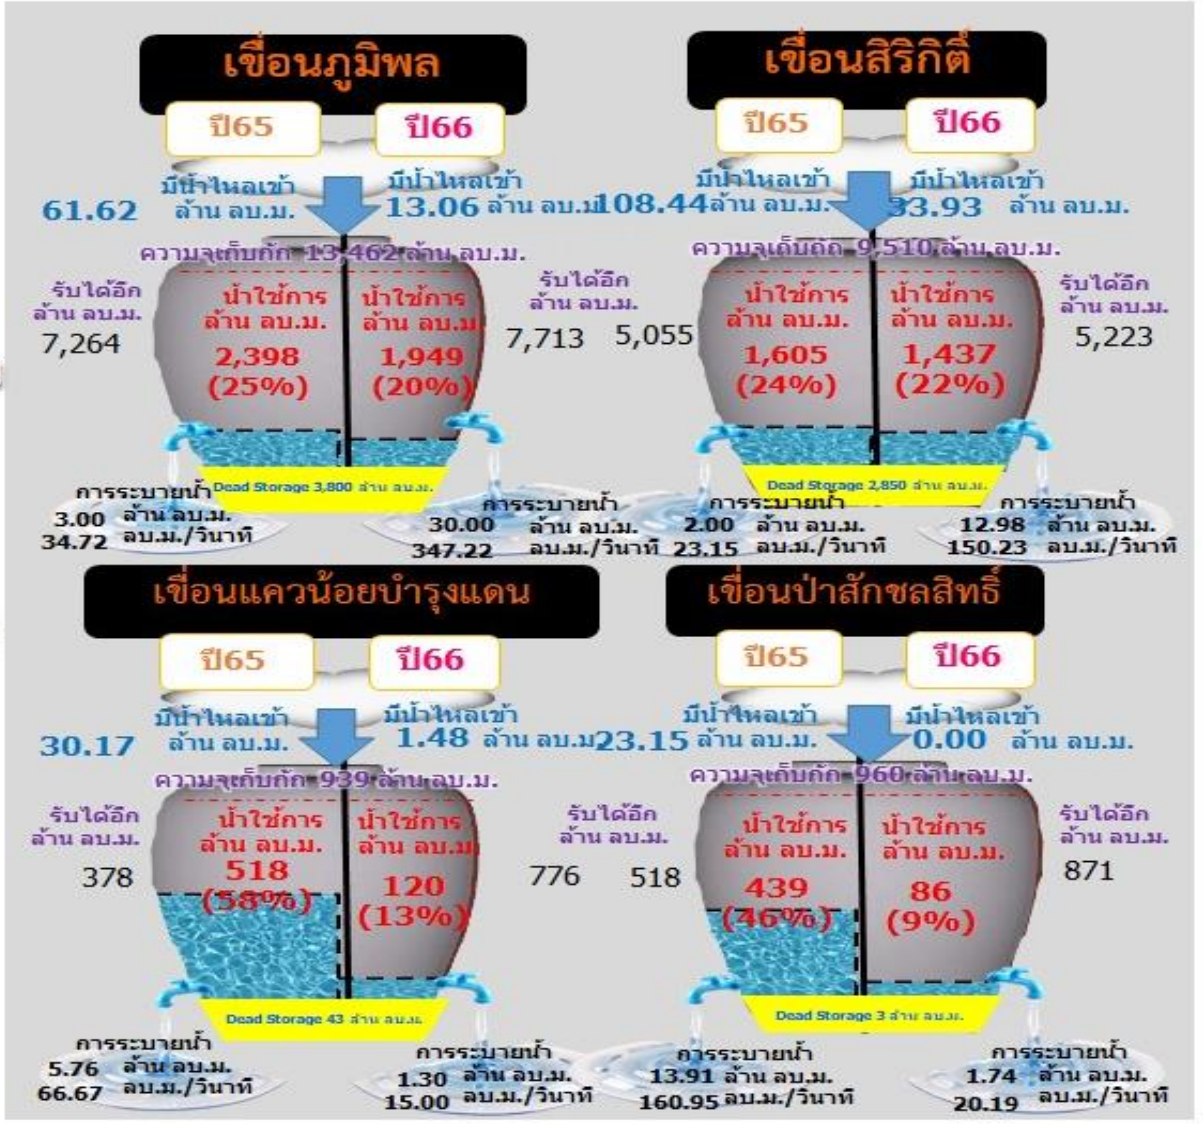 เขื่อนภูมิพล
ปี65 ปี66
มีน้ำไหลเข้า มีน้ำไหลเข้า
61.62 ล้าน ลบ.ม. 13.06 ล้าน ลบ.ม
ความจุเก็บกัก 13,462 ล้าน ลบ.ม.
รับได้อีก น้ำใช้การ น้ำใช้การ รับได้อีก
ล้าน ลบ.ม. ล้าน ลบ.ม. ล้าน ลบ.ม ล้าน ลบ.ม.
7,264 2,398 1,949 7,713
(25%) (20%)
Dead Storage 3,800 ล้าน ลบ.ม.
การระบายน้ำ การระบายน้ำ
3.00 ล้าน ลบ.ม. 30.00 ล้าน ลบ.ม.
34.72 ลบ.ม./วินาที 347.22 ลบ.ม./วินาที
เขื่อนสิริกิติ์
ปี65 ปี66
มีน้ำไหลเข้า มีน้ำไหลเข้า
108.44 ล้าน ลบ.ม. 33.93 ล้าน ลบ.ม.
ความจุเก็บกัก 9,510 ล้าน ลบ.ม.
น้ำใช้การ น้ำใช้การ รับได้อีก
ล้าน ลบ.ม. ล้าน ลบ.ม. ล้าน ลบ.ม.
5,055 1,605 1,437 5,223
(24%) (22%)
Dead Storage 2,850 ล้าน ลบ.ม.
การระบายน้ำ การระบายน้ำ
2.00 ล้าน ลบ.ม. 12.98 ล้าน ลบ.ม.
23.15 ลบ.ม./วินาที 150.23 ลบ.ม./วินาที
เขื่อนแควน้อยบำรุงแดน
ปี65 ปี66
มีน้ำไหลเข้า มีน้ำไหลเข้า
30.17 ล้าน ลบ.ม. 1.48 ล้าน ลบ.ม
ความจุเก็บกัก 939 ล้าน ลบ.ม.
รับได้อีก น้ำใช้การ น้ำใช้การ รับได้อีก
ล้าน ลบ.ม. ล้าน ลบ.ม. ล้าน ลบ.ม ล้าน ลบ.ม.
378 518 120 776
(58%) (13%)
Dead Storage 43 ล้าน ลบ.ม.
การระบายน้ำ การระบายน้ำ
5.76 ล้าน ลบ.ม. 1.30 ล้าน ลบ.ม.
66.67 ลบ.ม./วินาที 15.00 ลบ.ม./วินาที
เขื่อนป่าสักชลสิทธิ์
ปี65 ปี66
มีน้ำไหลเข้า มีน้ำไหลเข้า
23.15 ล้าน ลบ.ม. 0.00 ล้าน ลบ.ม.
ความจุเก็บกัก 960 ล้าน ลบ.ม.
น้ำใช้การ น้ำใช้การ รับได้อีก
ล้าน ลบ.ม. ล้าน ลบ.ม. ล้าน ลบ.ม.
518 439 86 871
(46%) (9%)
Dead Storage 3 ล้าน ลบ.ม.
การระบายน้ำ การระบายน้ำ
13.91 ล้าน ลบ.ม. 1.74 ล้าน ลบ.ม.
160.95 ลบ.ม./วินาที 20.19 ลบ.ม./วินาที